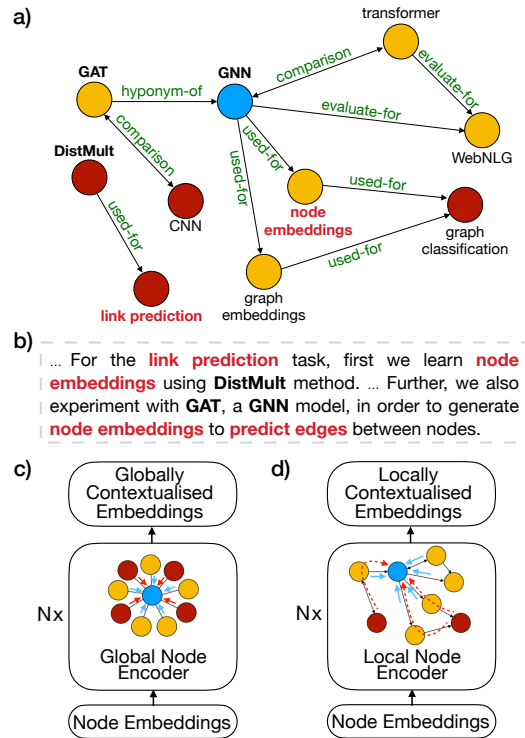 a)
transformer
GAT
GNN
hyponym-of
comparison
evaluate-for
evaluate-for
WebNLG
comparison
DistMult
CNN
used-for
used-for
used-for
node
embeddings
used-for
graph
classification
used-for
graph
embeddings
link prediction
b)
... For the link prediction task, first we learn node
embeddings using DistMult method. ... Further, we also
experiment with GAT, a GNN model, in order to generate
node embeddings to predict edges between nodes.
c)
Globally
Contextualised
Embeddings
Nx
Global Node
Encoder
Node Embeddings
d)
Locally
Contextualised
Embeddings
Nx
Local Node
Encoder
Node Embeddings